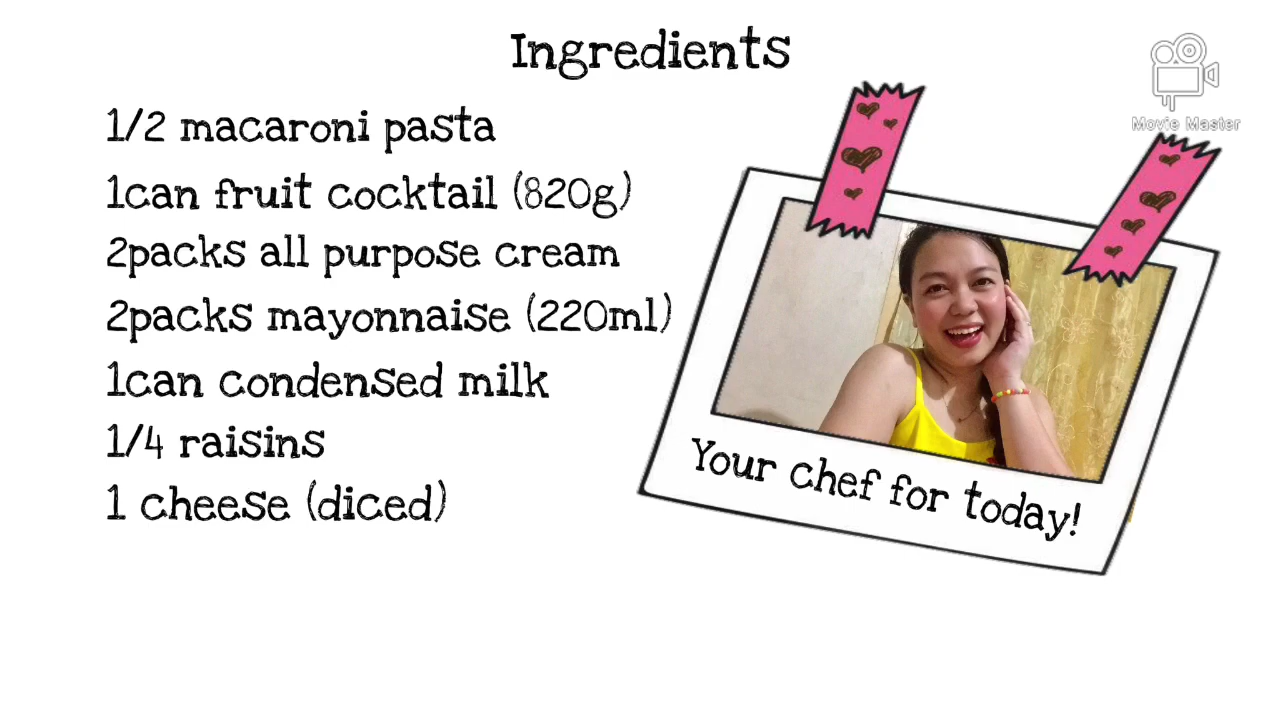 Ingredients
1/2 macaroni pasta
1can fruit cocktail (820g)
2packs all purpose cream
2packs mayonnaise (220ml)
1can condensed milk
1/4 raisins
1 cheese (diced)
Your chef for today!
Movie Master